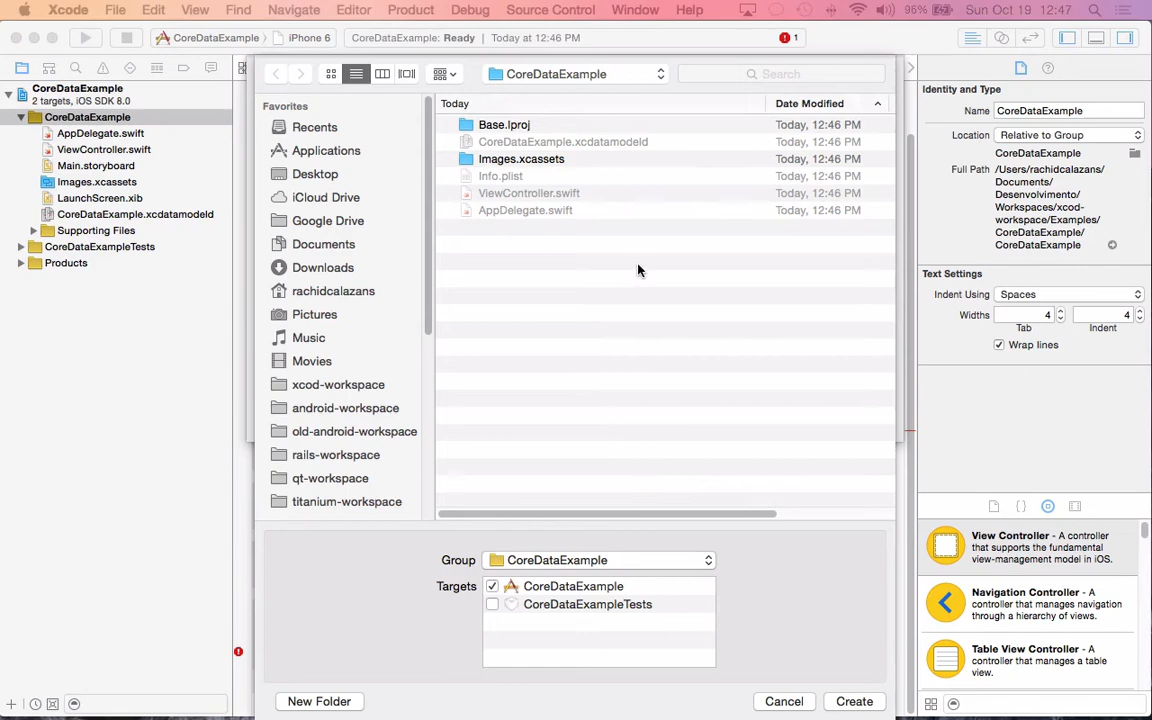 Xcode File Edit View Find Navigate Editor Product Debug Source Control Window Help 96% Sun Oct 19 12:47
CoreDataExample iPhone 6 CoreDataExample: Ready Today at 12:46 PM 1
CoreDataExample
2 targets, iOS SDK 8.0
CoreDataExample
AppDelegate.swift
ViewController.swift
Main.storyboard
Images.xcassets
LaunchScreen.xib
CoreDataExample.xcdatamodeld
Supporting Files
CoreDataExampleTests
Products
CoreDataExample
Search
Favorites
Recents
Applications
Desktop
iCloud Drive
Google Drive
Documents
Downloads
rachidcalazans
Pictures
Music
Movies
xcod-workspace
android-workspace
old-android-workspace
rails-workspace
qt-workspace
titanium-workspace
Today Date Modified
Base.lproj Today, 12:46 PM
CoreDataExample.xcdatamodeld Today, 12:46 PM
Images.xcassets Today, 12:46 PM
Info.plist Today, 12:46 PM
ViewController.swift Today, 12:46 PM
AppDelegate.swift Today, 12:46 PM
Group CoreDataExample
Targets CoreDataExample
CoreDataExampleTests
New Folder Cancel Create
Identity and Type
Name CoreDataExample
Location Relative to Group
CoreDataExample
Full Path /Users/rachidcalazans/
Documents/
Desenvolvimento/
Workspaces/xcod-
workspace/Examples/
CoreDataExample/
CoreDataExample
Text Settings
Indent Using Spaces
Widths 4 4
Tab Indent
Wrap lines
{ }
View Controller - A controller
that supports the fundamental
view-management model in iOS.
Navigation Controller - A
controller that manages navigation
through a hierarchy of views.
Table View Controller - A
controller that manages a table
view.